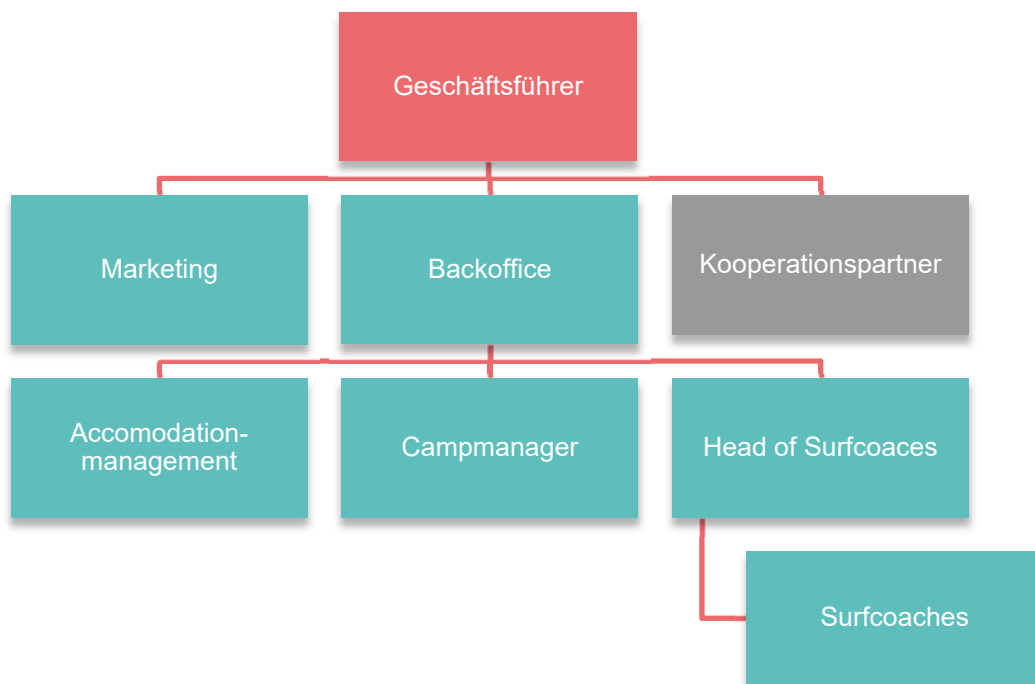 Geschäftsführer
Marketing
Backoffice
Kooperationspartner
Accomodation-
management
Campmanager
Head of Surfcoaces
Surfcoaches